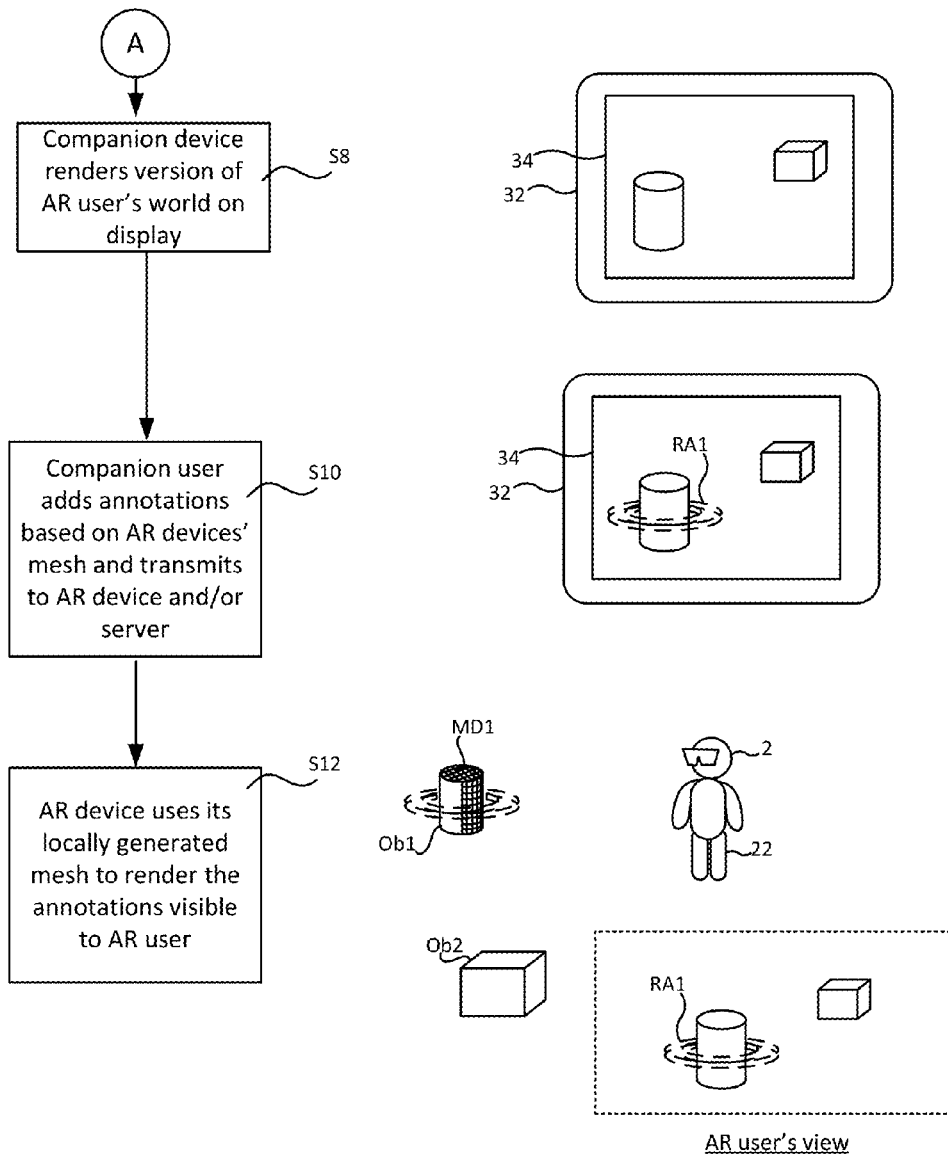 A
Companion device
renders version of
AR user's world on
display
S8
34
32
Companion user
adds annotations
based on AR devices'
mesh and transmits
to AR device and/or
server
S10
34
32
RA1
AR device uses its
locally generated
mesh to render the
annotations visible
to AR user
S12
MD1
Ob1
2
22
Ob2
RA1
AR user's view